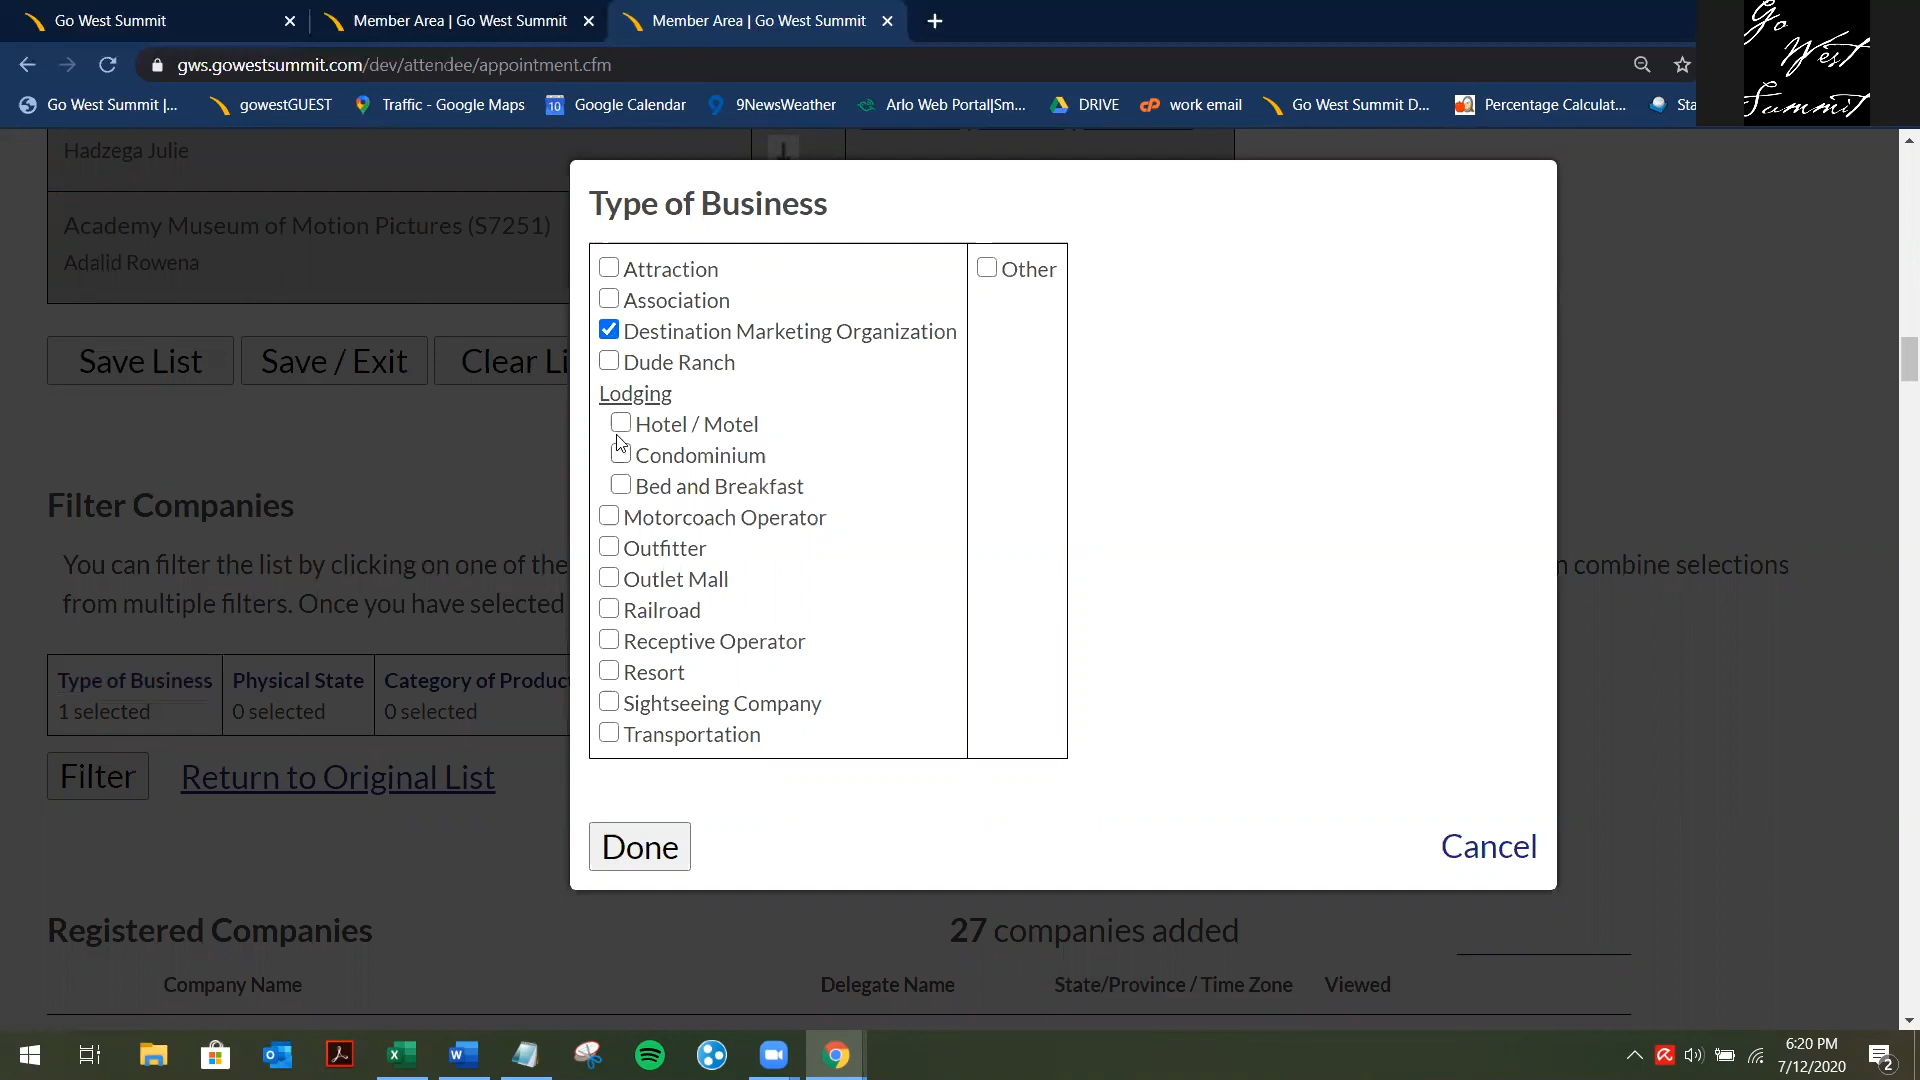 Go West Summit
Member Area | Go West Summit
Member Area | Go West Summit
gws.gowestsummit.com/dev/attendee/appointment.cfm
Go West Summit |...
gowestGUEST
Traffic - Google Maps
10
Google Calendar
9NewsWeather
Arlo Web Portal|Sm...
DRIVE
work email
Go West Summit D...
Percentage Calculat...
Sta
Go
West
Summit
Hadzega Julie
Academy Museum of Motion Pictures (S7251)
Adalid Rowena
Save List
Save / Exit
Clear Li
Type of Business
Attraction
Other
Association
Destination Marketing Organization
Dude Ranch
Lodging
Hotel / Motel
Condominium
Bed and Breakfast
Motorcoach Operator
Outfitter
Outlet Mall
Railroad
Receptive Operator
Resort
Sightseeing Company
Transportation
Done
Cancel
Filter Companies
You can filter the list by clicking on one of the
n combine selections
from multiple filters. Once you have selected
Type of Business
Physical State
Category of Produc
1 selected
0 selected
0 selected
Filter
Return to Original List
Registered Companies
27 companies added
Company Name
Delegate Name
State/Province / Time Zone
Viewed
6:20 PM
7/12/2020
2